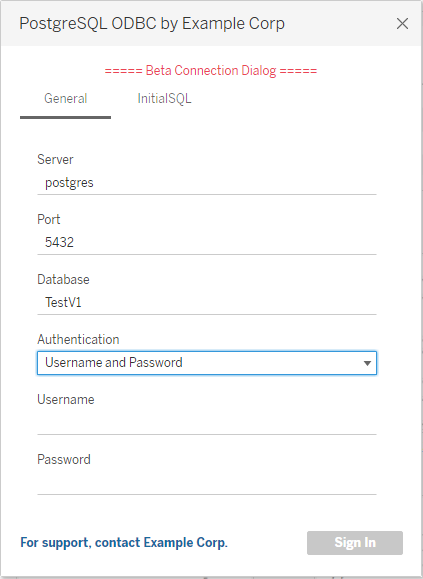 PostgreSQL ODBC by Example Corp
===== Beta Connection Dialog =====
General InitialSQL
Server
postgres
Port
5432
Database
TestV1
Authentication
Username and Password
Username
Password
For support, contact Example Corp. Sign In